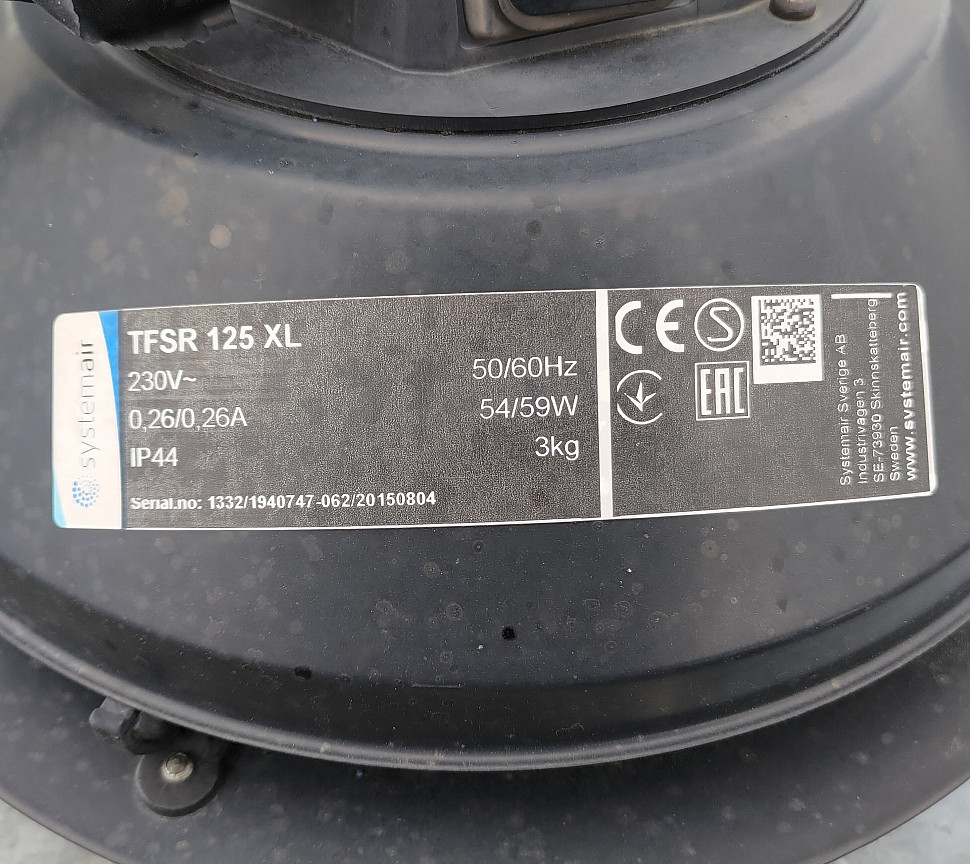 systemair
TFSR 125 XL
230V~
50/60Hz
0,26/0,26A
54/59W
IP44
3kg
Serial.no: 1332/1940747-062/20150804
CE
S
EAC
Systemair Sverige AB
Industrivägen 3
SE-73930 Skinnskatteberg
Sweden
www.systemair.com